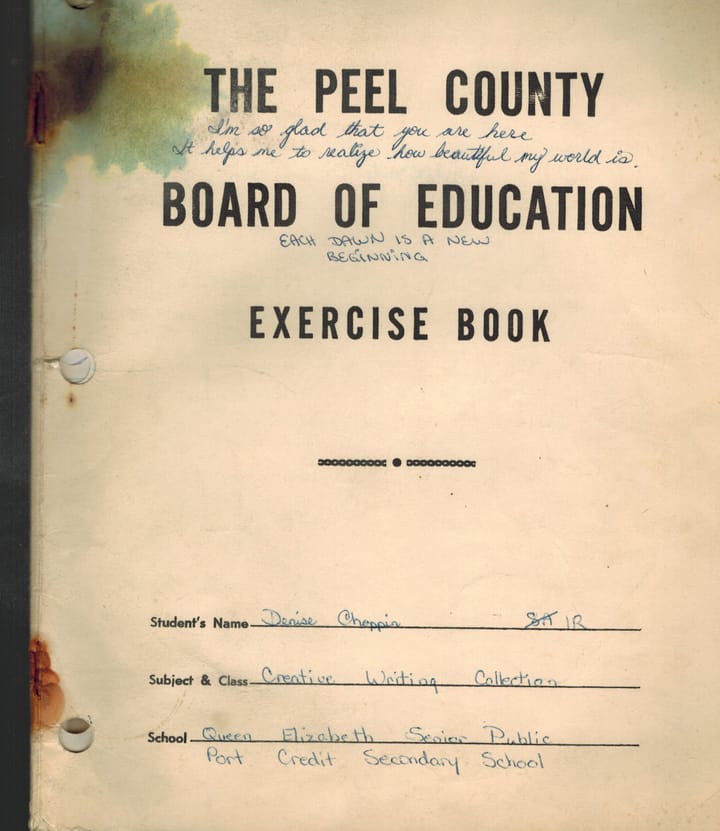 THE PEEL COUNTY
I'm so glad that you are here
It helps me to realize how beautiful my world is.
BOARD OF EDUCATION
EACH DAWN IS A NEW
BEGINNING
EXERCISE BOOK
Student's Name Denise Choppin 1R
Subject & Class Creative Writing Collection
School Queen Elizabeth Senior Public
Port Credit Secondary School